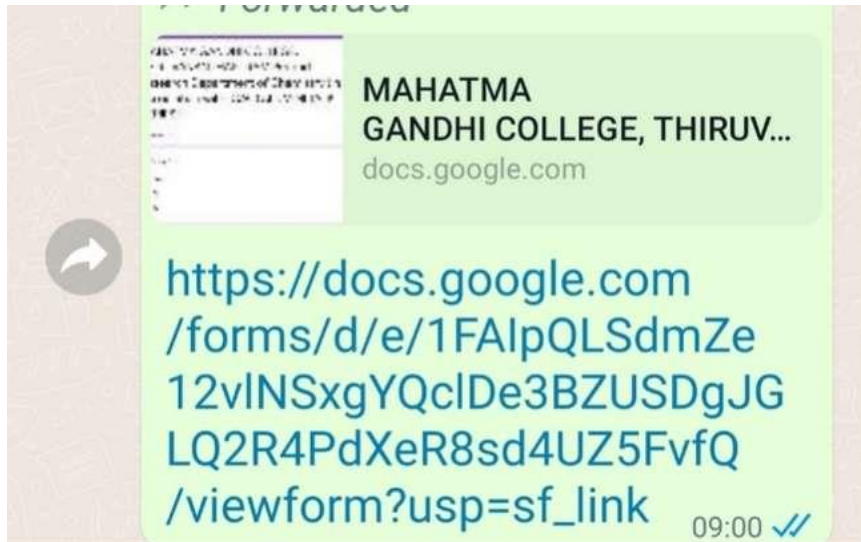 Forwarded
MAHATMA
GANDHI COLLEGE, THIRUV...
docs.google.com
https://docs.google.com
/forms/d/e/1FAIpQLSdmZe
12vlNSxgYQclDe3BZUSDgJG
LQ2R4PdXeR8sd4UZ5FvfQ
/viewform?usp=sf_link
09:00